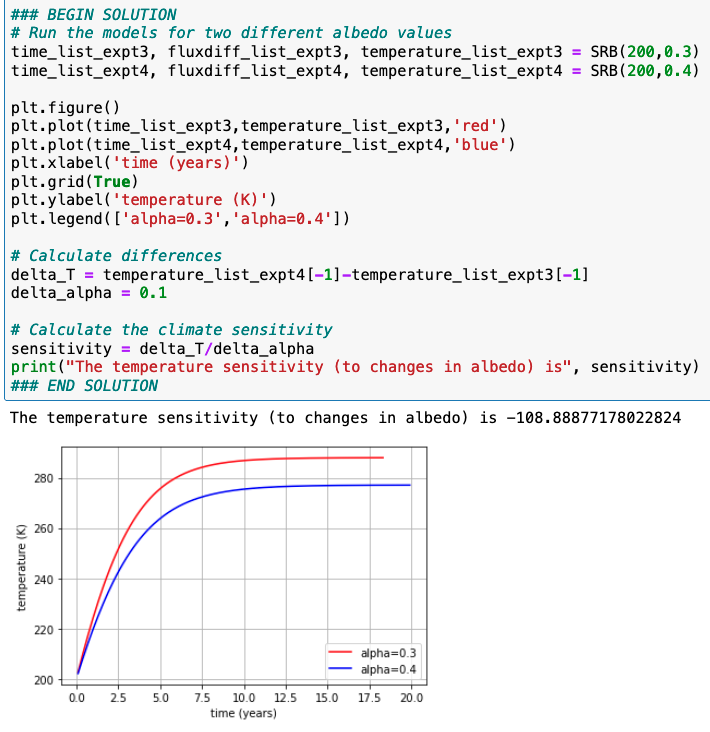 ### BEGIN SOLUTION
# Run the models for two different albedo values
time_list_expt3, fluxdiff_list_expt3, temperature_list_expt3 = SRB(200,0.3)
time_list_expt4, fluxdiff_list_expt4, temperature_list_expt4 = SRB(200,0.4)

plt.figure()
plt.plot(time_list_expt3,temperature_list_expt3,'red')
plt.plot(time_list_expt4,temperature_list_expt4,'blue')
plt.xlabel('time (years)')
plt.grid(True)
plt.ylabel('temperature (K)')
plt.legend(['alpha=0.3','alpha=0.4'])

# Calculate differences
delta_T = temperature_list_expt4[-1]-temperature_list_expt3[-1]
delta_alpha = 0.1

# Calculate the climate sensitivity
sensitivity = delta_T/delta_alpha
print("The temperature sensitivity (to changes in albedo) is", sensitivity)
### END SOLUTION
The temperature sensitivity (to changes in albedo) is -108.88877178022824
280
260
240
220
200
temperature (K)
alpha=0.3
alpha=0.4
0.0 2.5 5.0 7.5 10.0 12.5 15.0 17.5 20.0
time (years)